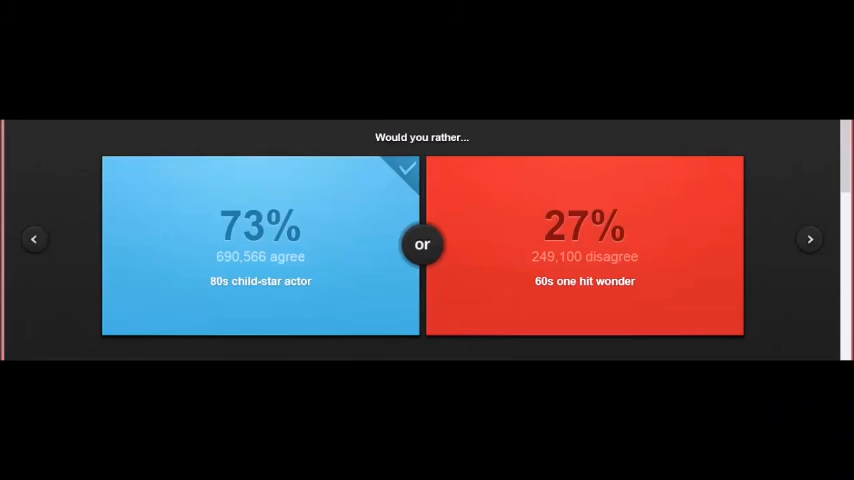 Would you rather...
73%
690,566 agree
80s child-star actor
or
27%
249,100 disagree
60s one hit wonder